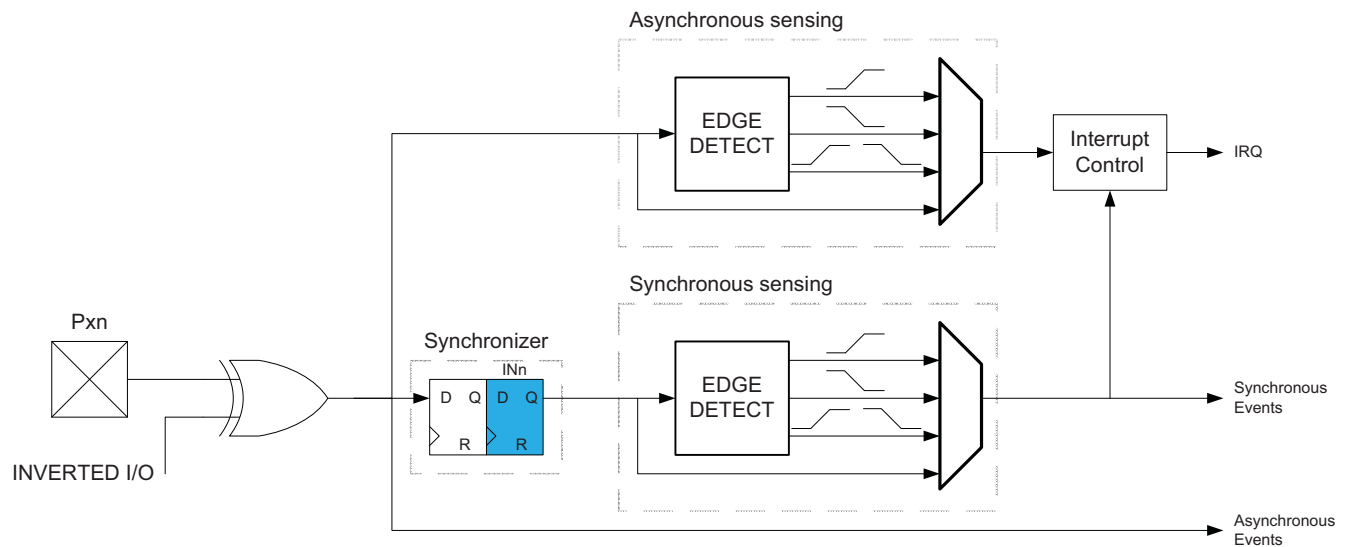 Asynchronous sensing
EDGE
DETECT
Interrupt
Control
IRQ
Synchronous sensing
Pxn
Synchronizer
INn
D Q D Q
R R
EDGE
DETECT
Synchronous
Events
INVERTED I/O
Asynchronous
Events